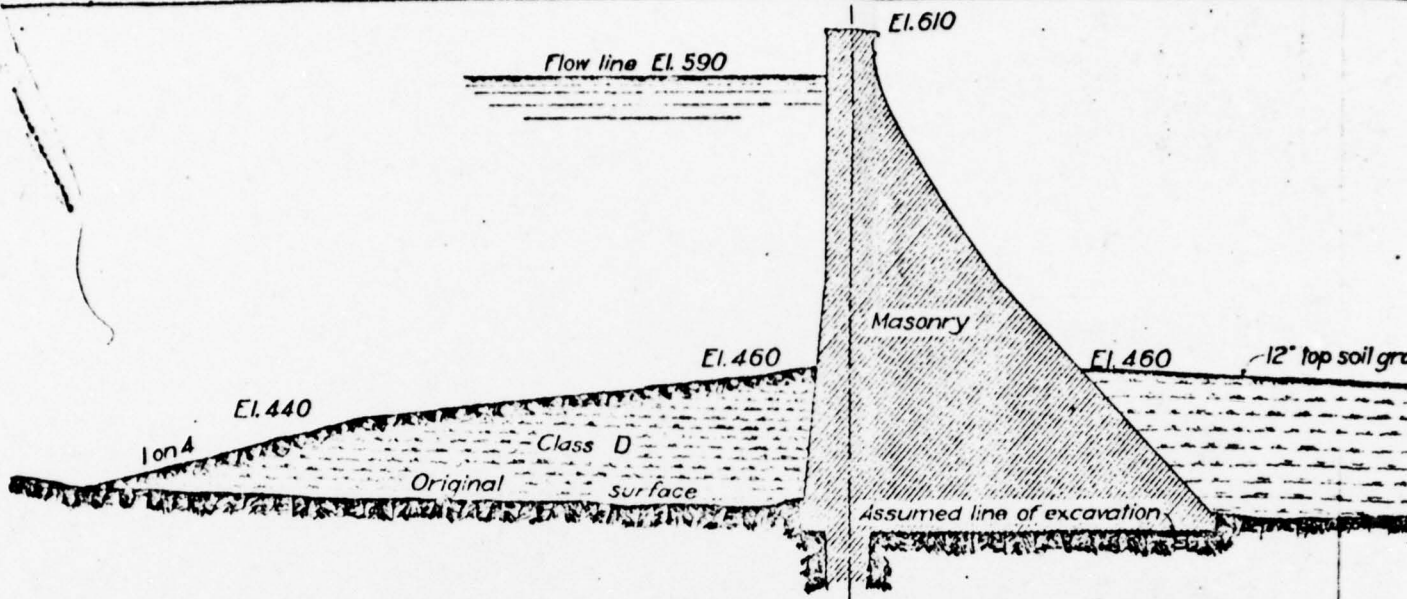 El. 610
Flow line El. 590
Masonry
El. 460
El. 460
12" top soil
El. 440
1 on 4
Class D
Original surface
Assumed line of excavation